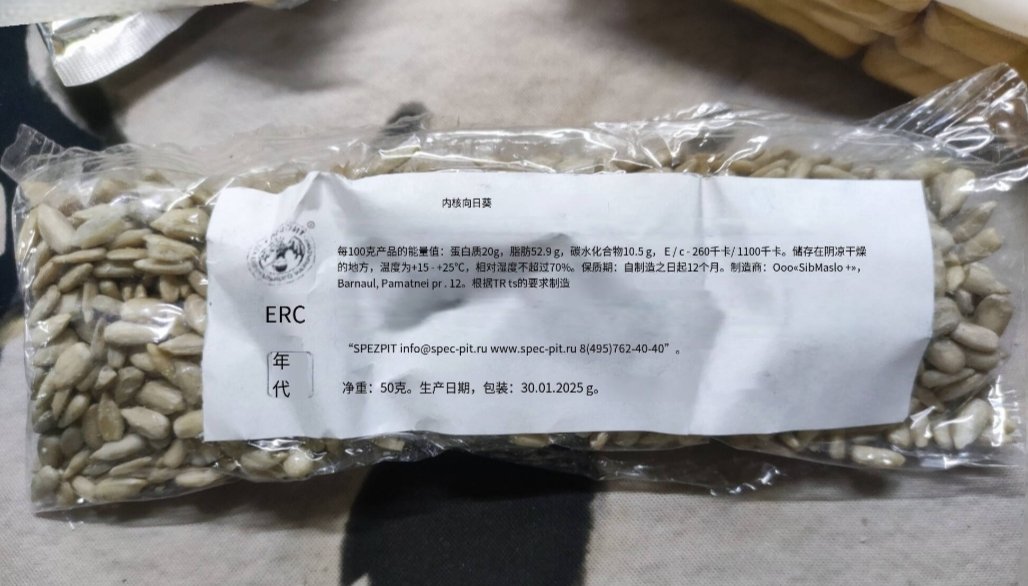 内核向日葵
®
每100克产品的能量值：蛋白质20g，脂肪52.9 g，碳水化合物10.5 g， E / c - 260千卡/ 1100千卡。储存在阴凉干燥
的地方，温度为+15 - +25℃，相对湿度不超过70%。保质期：自制造之日起12个月。制造商：Ooo«SibMaslo +»，
Barnaul, Pamatnei pr . 12。根据TR ts的要求制造
ERC
“SPEZPIT info@spec-pit.ru www.spec-pit.ru 8(495)762-40-40” 。
年
代
净重：50克。生产日期，包装：30.01.2025 g。